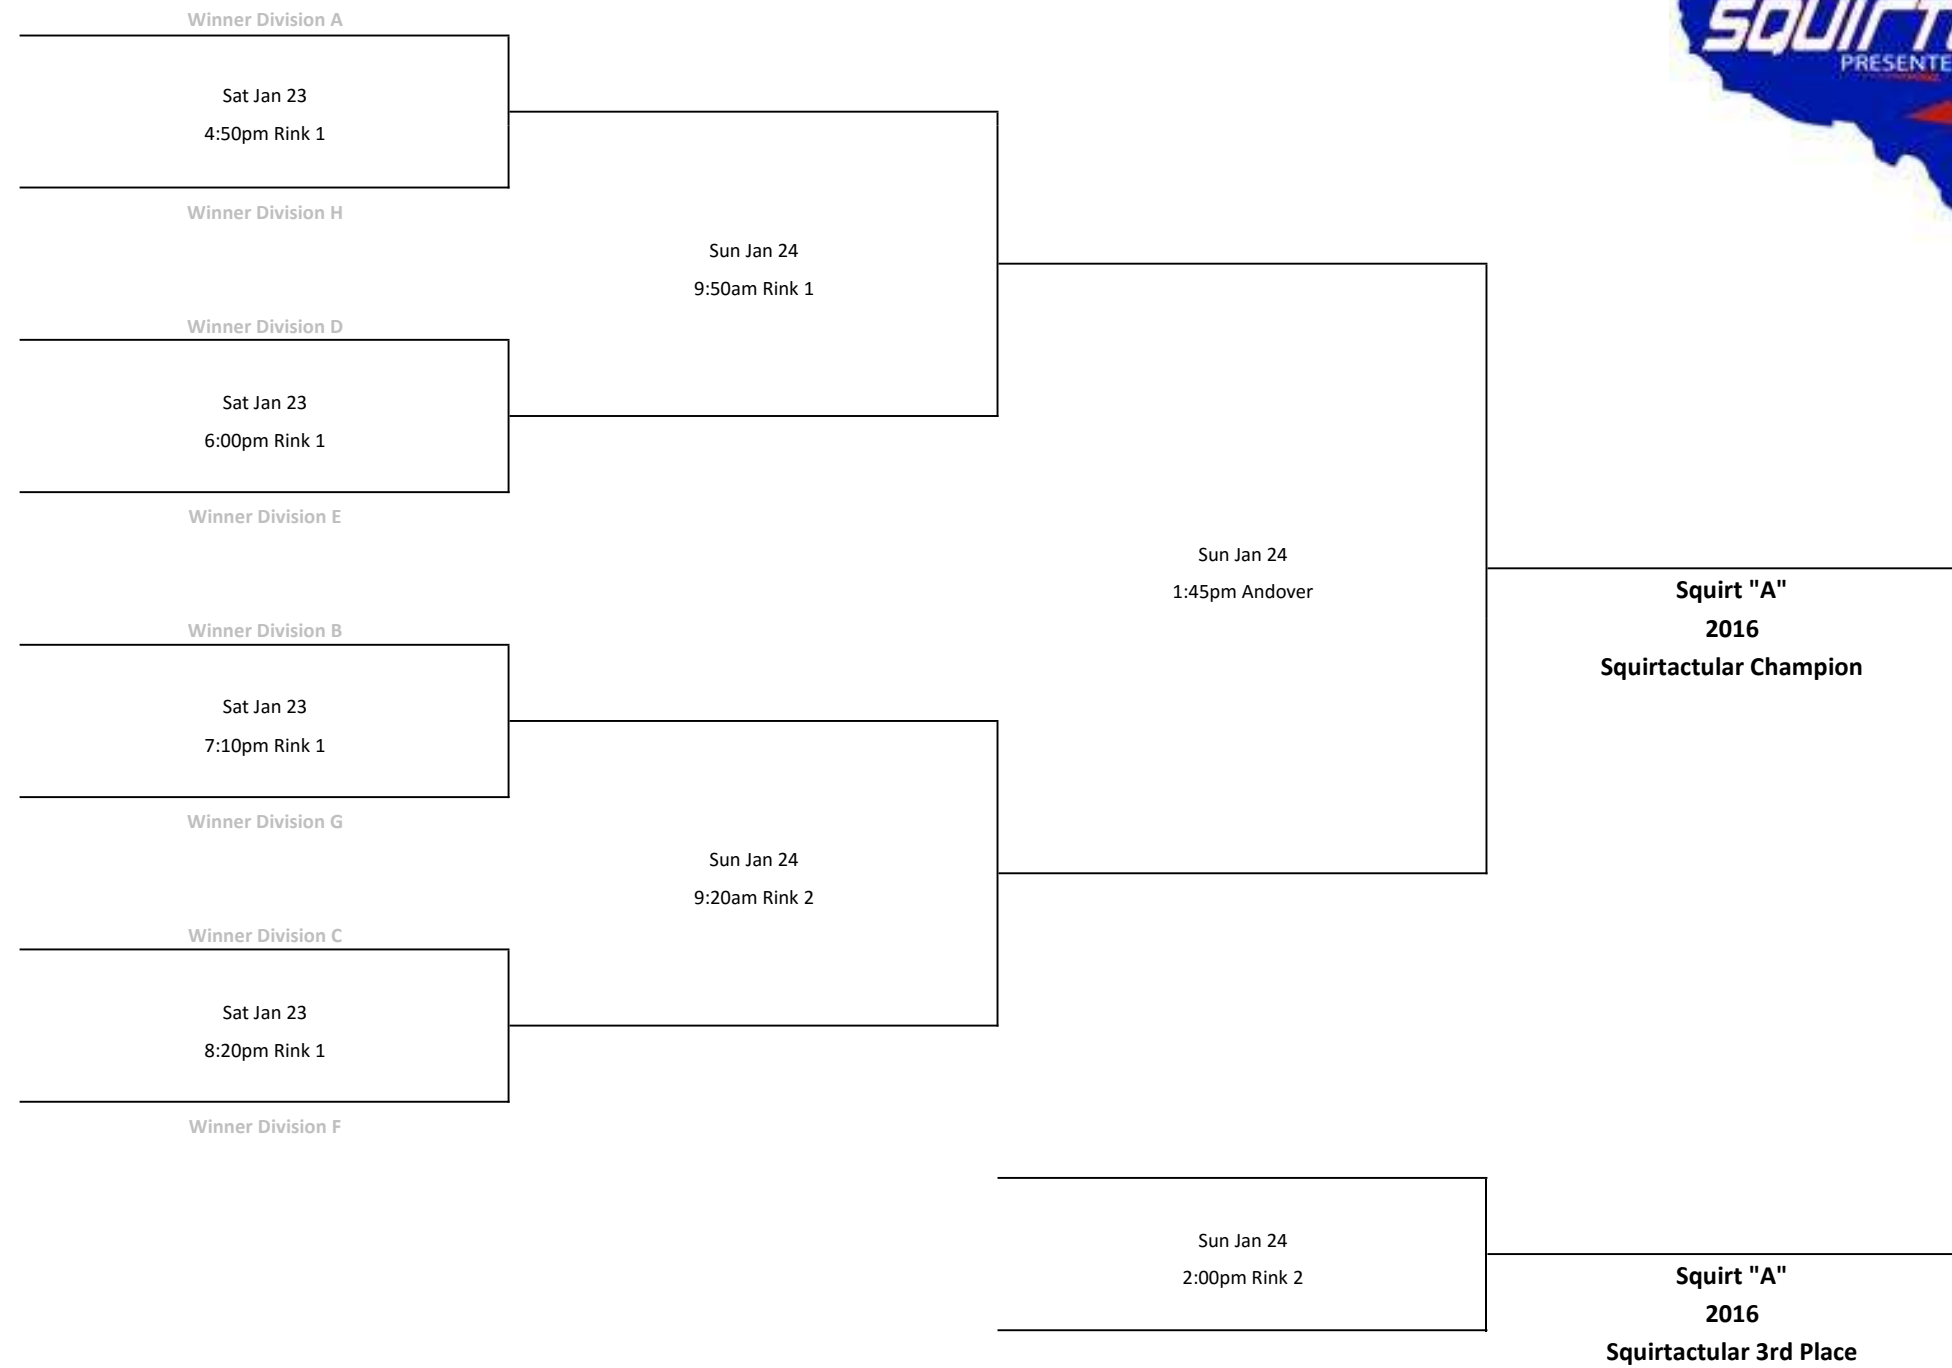 Winner Division A
Sat Jan 23
4:50pm Rink 1
Winner Division H
Sun Jan 24
9:50am Rink 1
Winner Division D
Sat Jan 23
6:00pm Rink 1
Winner Division E
Sun Jan 24
1:45pm Andover
Squirt "A"
2016
Squirtactular Champion
Winner Division B
Sat Jan 23
7:10pm Rink 1
Winner Division G
Sun Jan 24
9:20am Rink 2
Winner Division C
Sat Jan 23
8:20pm Rink 1
Winner Division F
Sun Jan 24
2:00pm Rink 2
Squirt "A"
2016
Squirtactular 3rd Place